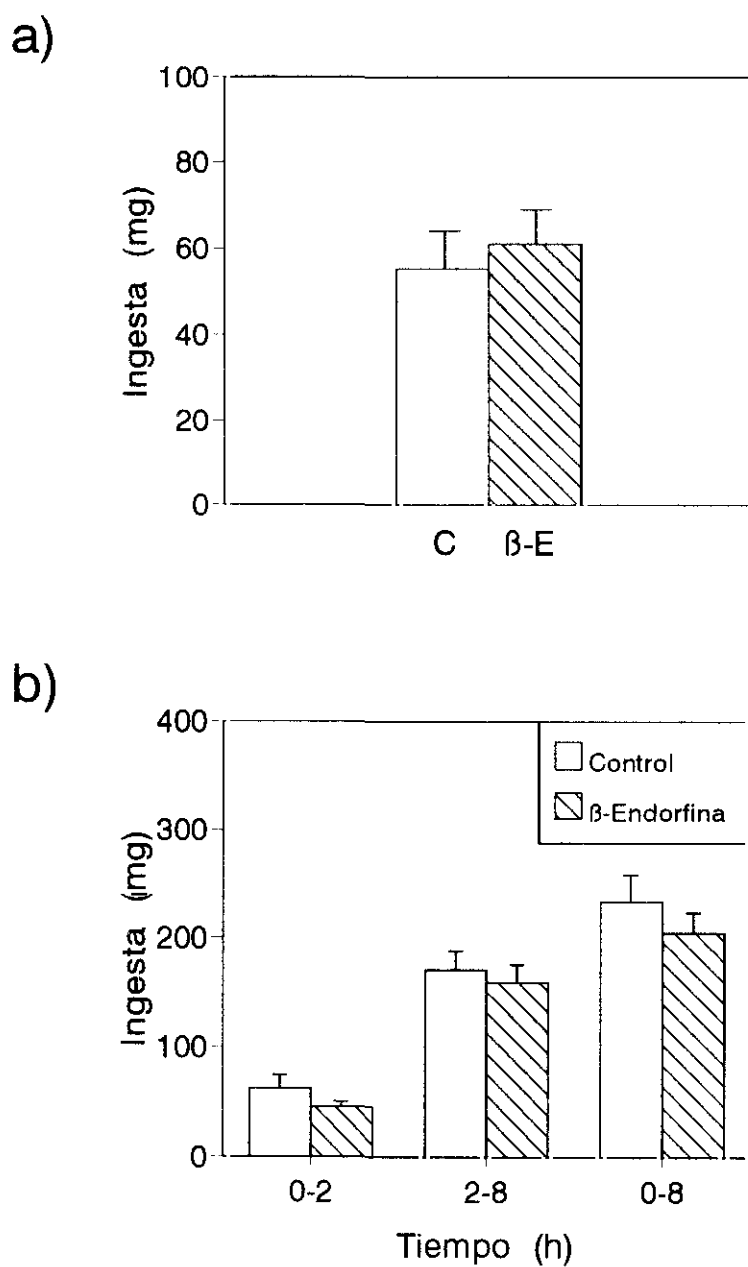 a)
Ingesta (mg)
100
80
60
40
20
0
C ß-E
b)
Ingesta (mg)
400
300
200
100
0
Control
ß-Endorfina
0-2 2-8 0-8
Tiempo (h)